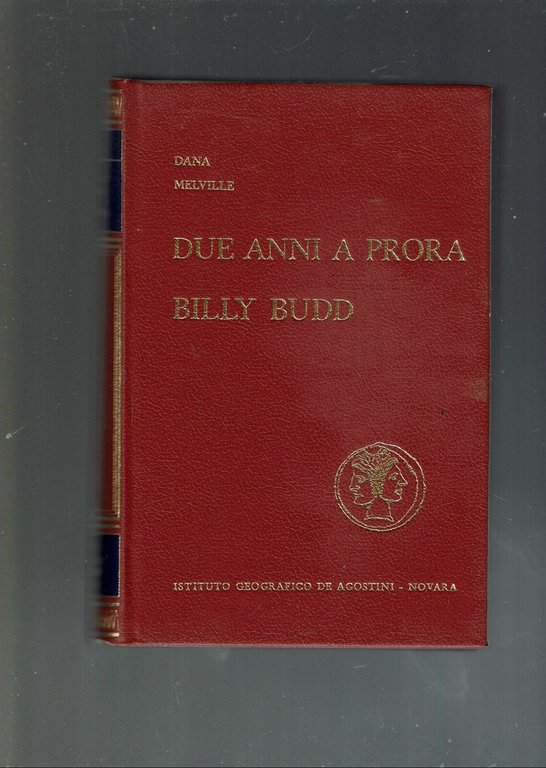 DANA
MELVILLE
DUE ANNI A PRORA
BILLY BUDD
ISTITUTO GEOGRAFICO DE AGOSTINI - NOVARA